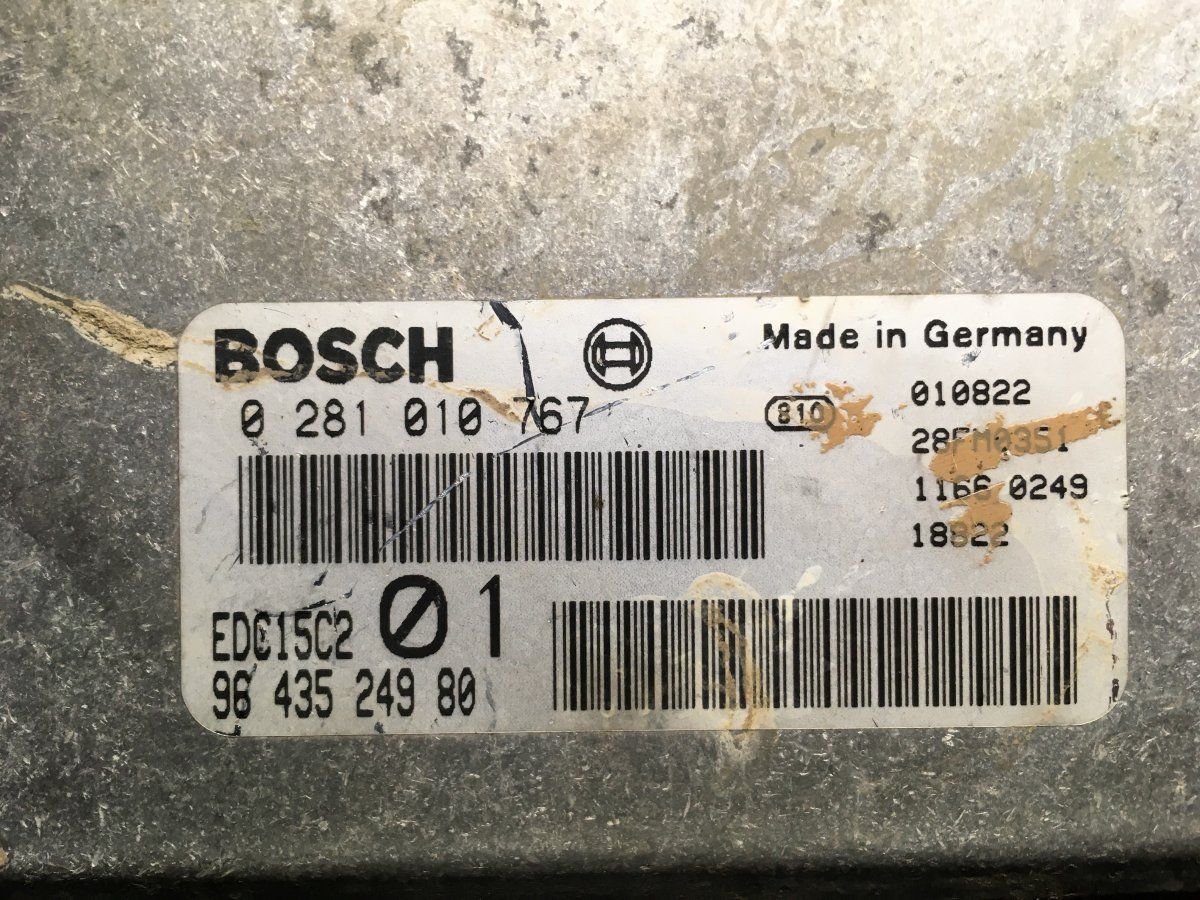 BOSCH
Made in Germany
0 281 010 767
810
010822
28FM0351
1166 0249
18822
EDC15C2 01
96 435 249 80